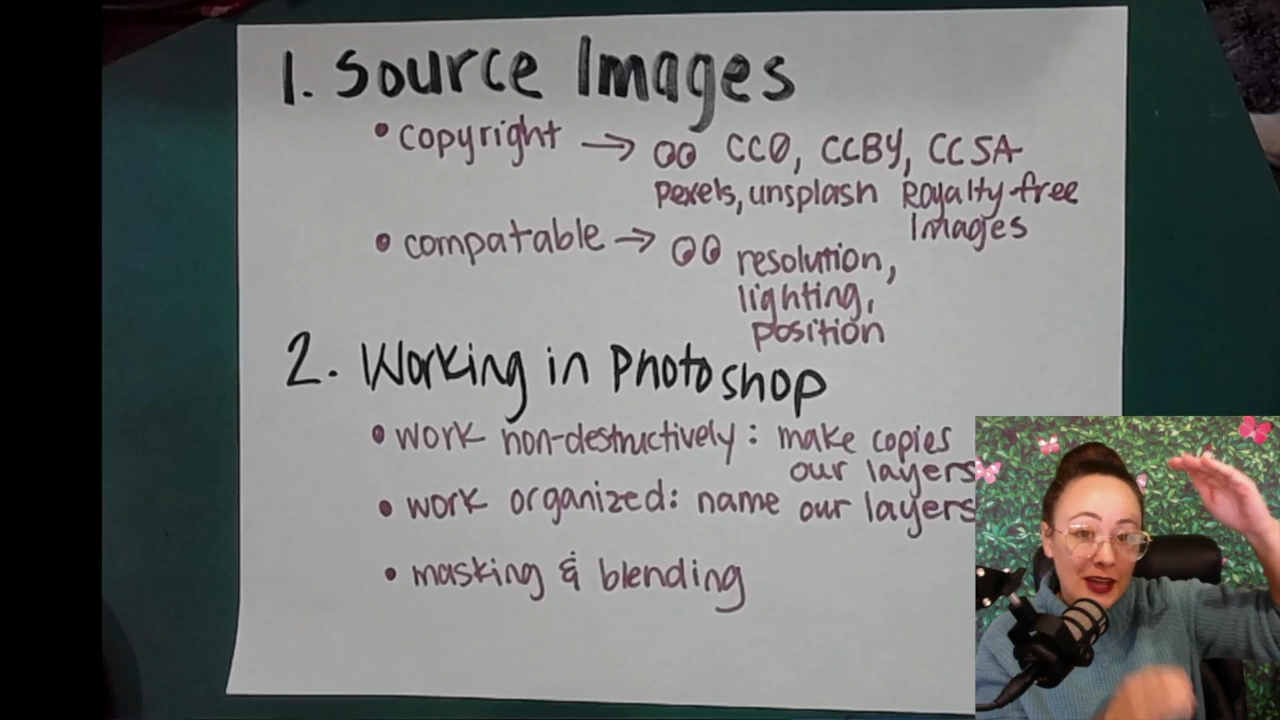 1. Source Images
• copyright → CC0, CCBY, CCSA
pexels, unsplash Royalty-free
Images
• compatable → resolution,
lighting,
position
2. Working in Photoshop
• work non-destructively: make copies
our layers
• work organized: name our layers
• masking & blending